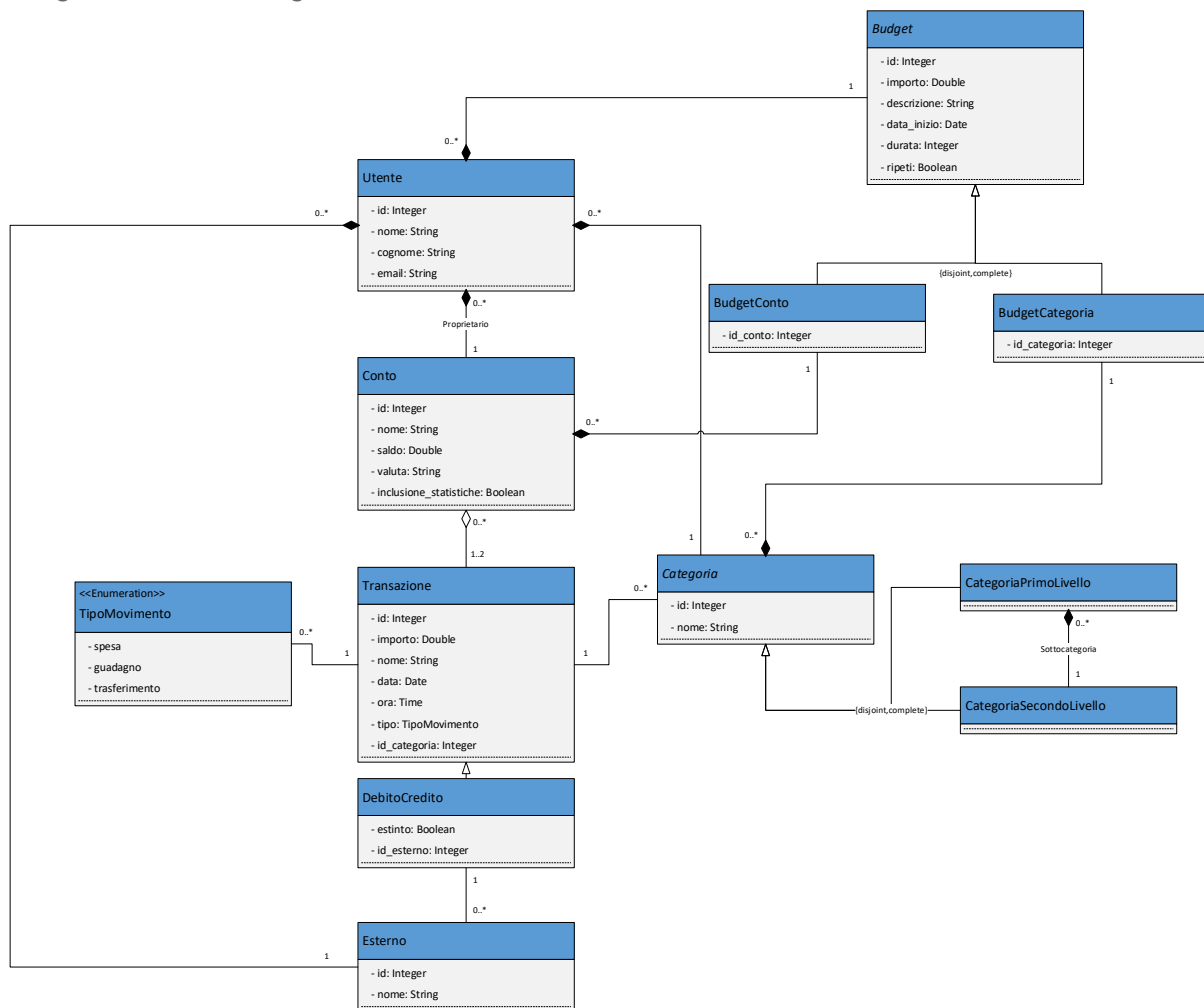 Budget
- id: Integer
- importo: Double
- descrizione: String
- data_inizio: Date
- durata: Integer
- ripeti: Boolean
1
0..*
Utente
- id: Integer
- nome: String
- cognome: String
- email: String
0..*
0..*
{disjoint,complete}
BudgetConto
- id_conto: Integer
BudgetCategoria
- id_categoria: Integer
0..*
Proprietario
1
1
1
Conto
- id: Integer
- nome: String
- saldo: Double
- valuta: String
- inclusione_statistiche: Boolean
0..*
0..*
1..2
1
0..*
<<Enumeration>>
TipoMovimento
- spesa
- guadagno
- trasferimento
0..*
1
Transazione
- id: Integer
- importo: Double
- nome: String
- data: Date
- ora: Time
- tipo: TipoMovimento
- id_categoria: Integer
1
0..*
Categoria
- id: Integer
- nome: String
CategoriaPrimoLivello
0..*
Sottocategoria
1
CategoriaSecondoLivello
{disjoint,complete}
DebitoCredito
- estinto: Boolean
- id_esterno: Integer
1
0..*
1
Esterno
- id: Integer
- nome: String